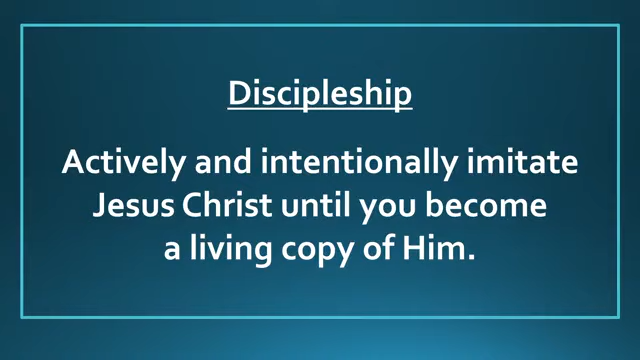 Discipleship
Actively and intentionally imitate
Jesus Christ until you become
a living copy of Him.